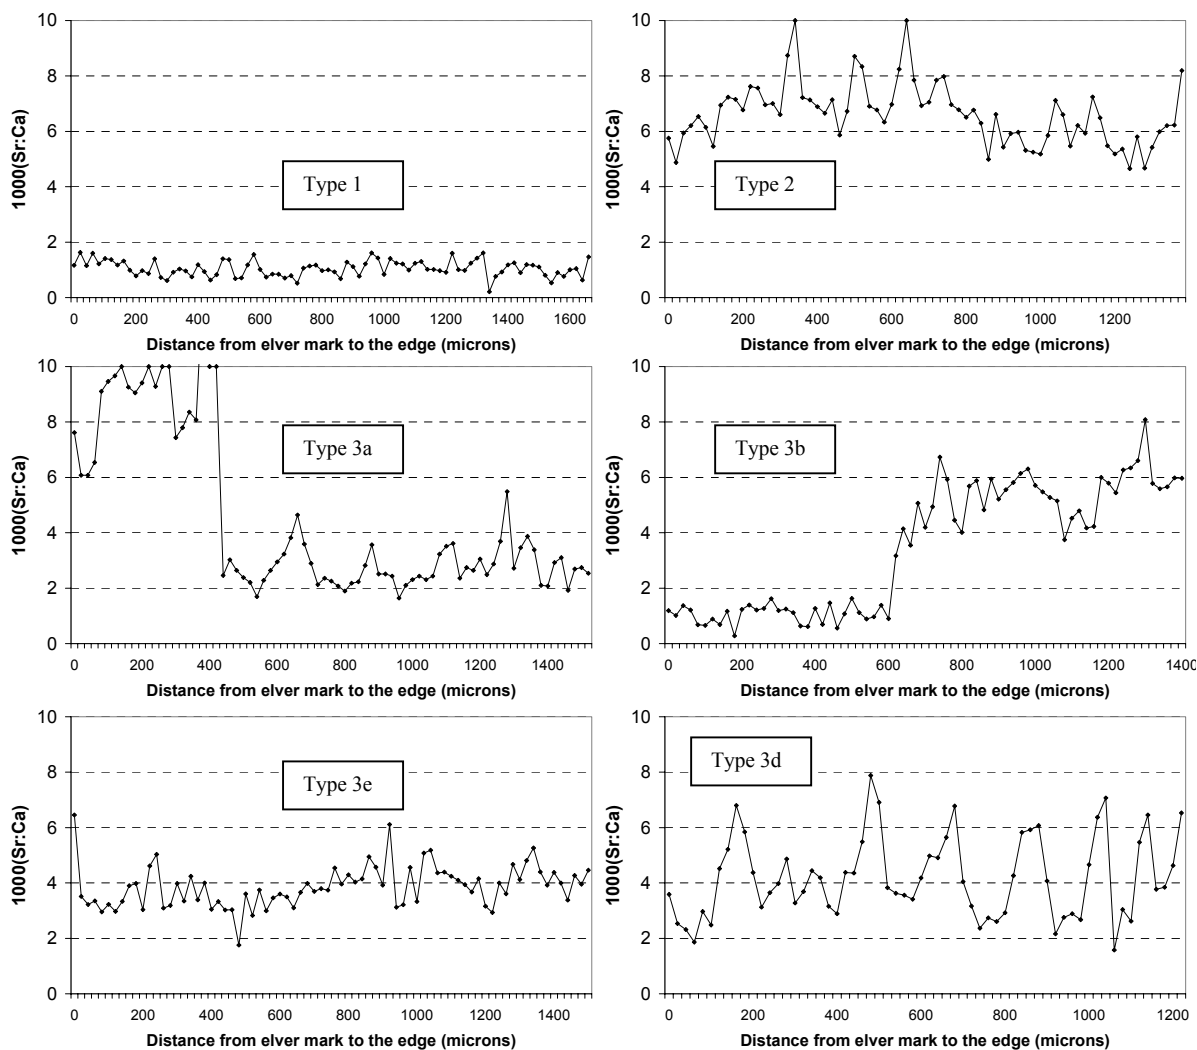 10
8
6
4
2
0
1000(Sr:Ca)
Type 1
0 200 400 600 800 1000 1200 1400 1600
Distance from elver mark to the edge (microns)
10
8
6
4
2
0
1000(Sr:Ca)
Type 2
0 200 400 600 800 1000 1200
Distance from elver mark to the edge (microns)
10
8
6
4
2
0
1000(Sr:Ca)
Type 3a
0 200 400 600 800 1000 1200 1400
Distance from elver mark to the edge (microns)
10
8
6
4
2
0
1000(Sr:Ca)
Type 3b
0 200 400 600 800 1000 1200 1400
Distance from elver mark to the edge (microns)
10
8
6
4
2
0
1000(Sr:Ca)
Type 3e
0 200 400 600 800 1000 1200 1400
Distance from elver mark to the edge (microns)
10
8
6
4
2
0
1000(Sr:Ca)
Type 3d
0 200 400 600 800 1000 1200
Distance from elver mark to the edge (microns)